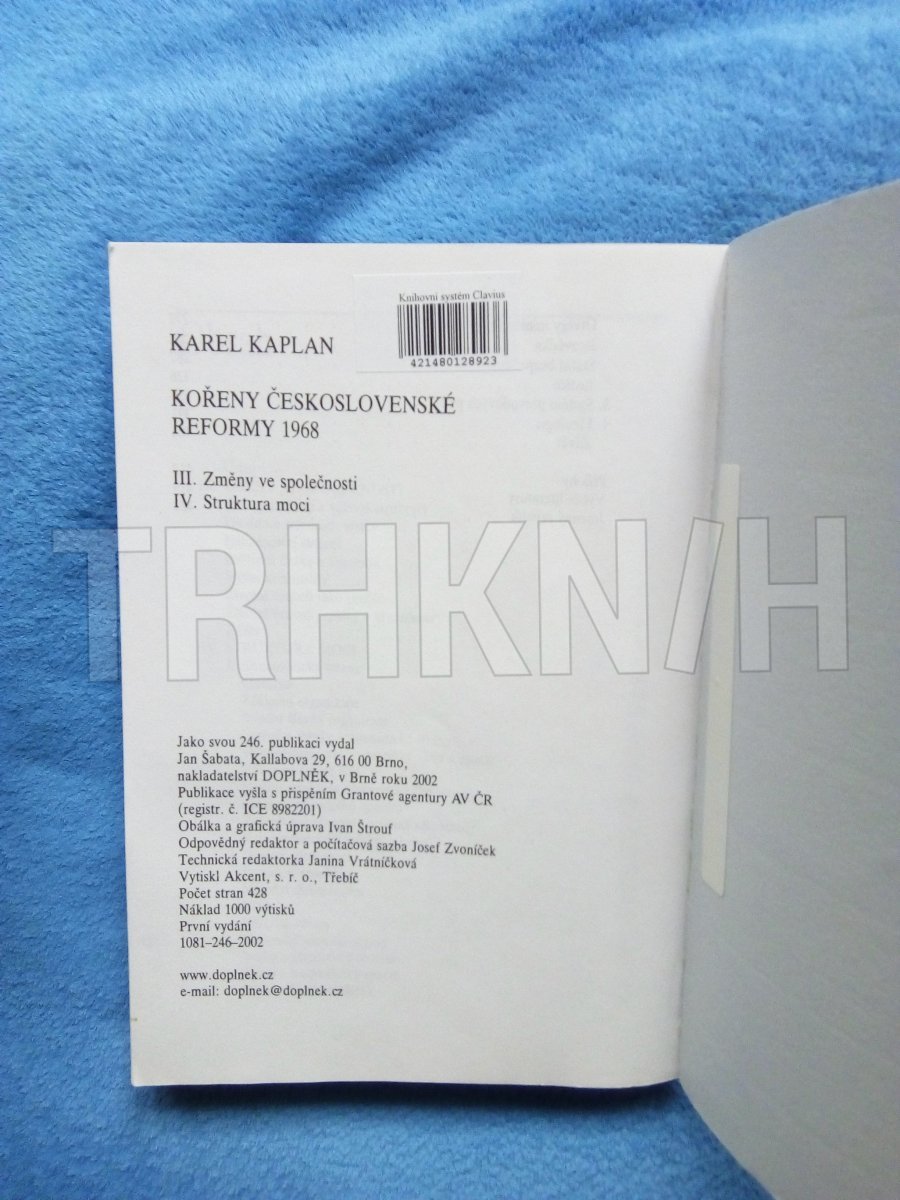 Knihovní systém Clavius
421480128923
KAREL KAPLAN
KOŘENY ČESKOSLOVENSKÉ
REFORMY 1968
III. Změny ve společnosti
IV. Struktura moci
TRHKNIH
Jako svou 246. publikaci vydal
Jan Šabata, Kallabova 29, 616 00 Brno,
nakladatelství DOPLNĚK, v Brně roku 2002
Publikace vyšla s přispěním Grantové agentury AV ČR
(registr. č. ICE 8982201)
Obálka a grafická úprava Ivan Štrouf
Odpovědný redaktor a počítačová sazba Josef Zvoníček
Technická redaktorka Janina Vrátníčková
Vytiskl Akcent, s. r. o., Třebíč
Počet stran 428
Náklad 1000 výtisků
První vydání
1081–246–2002
www.doplnek.cz
e-mail: doplnek@doplnek.cz